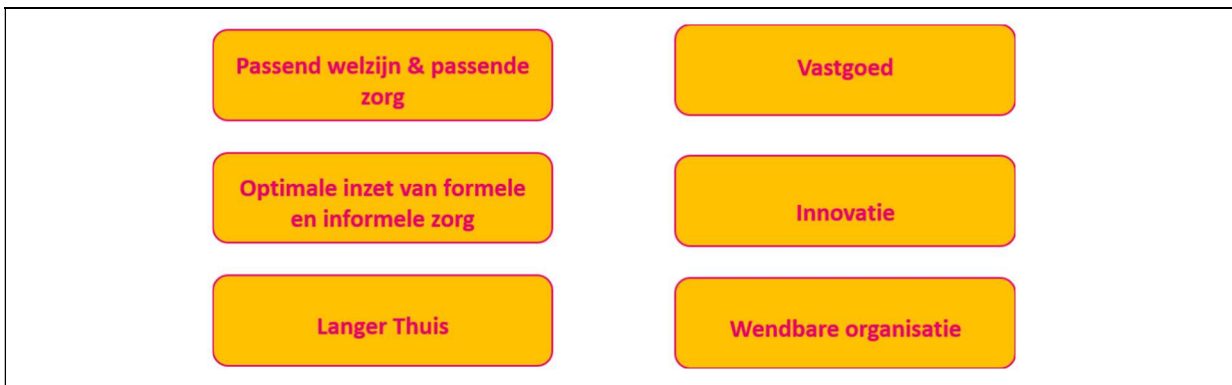 Passend welzijn & passende
zorg
Vastgoed
Optimale inzet van formele
en informele zorg
Innovatie
Langer Thuis
Wendbare organisatie